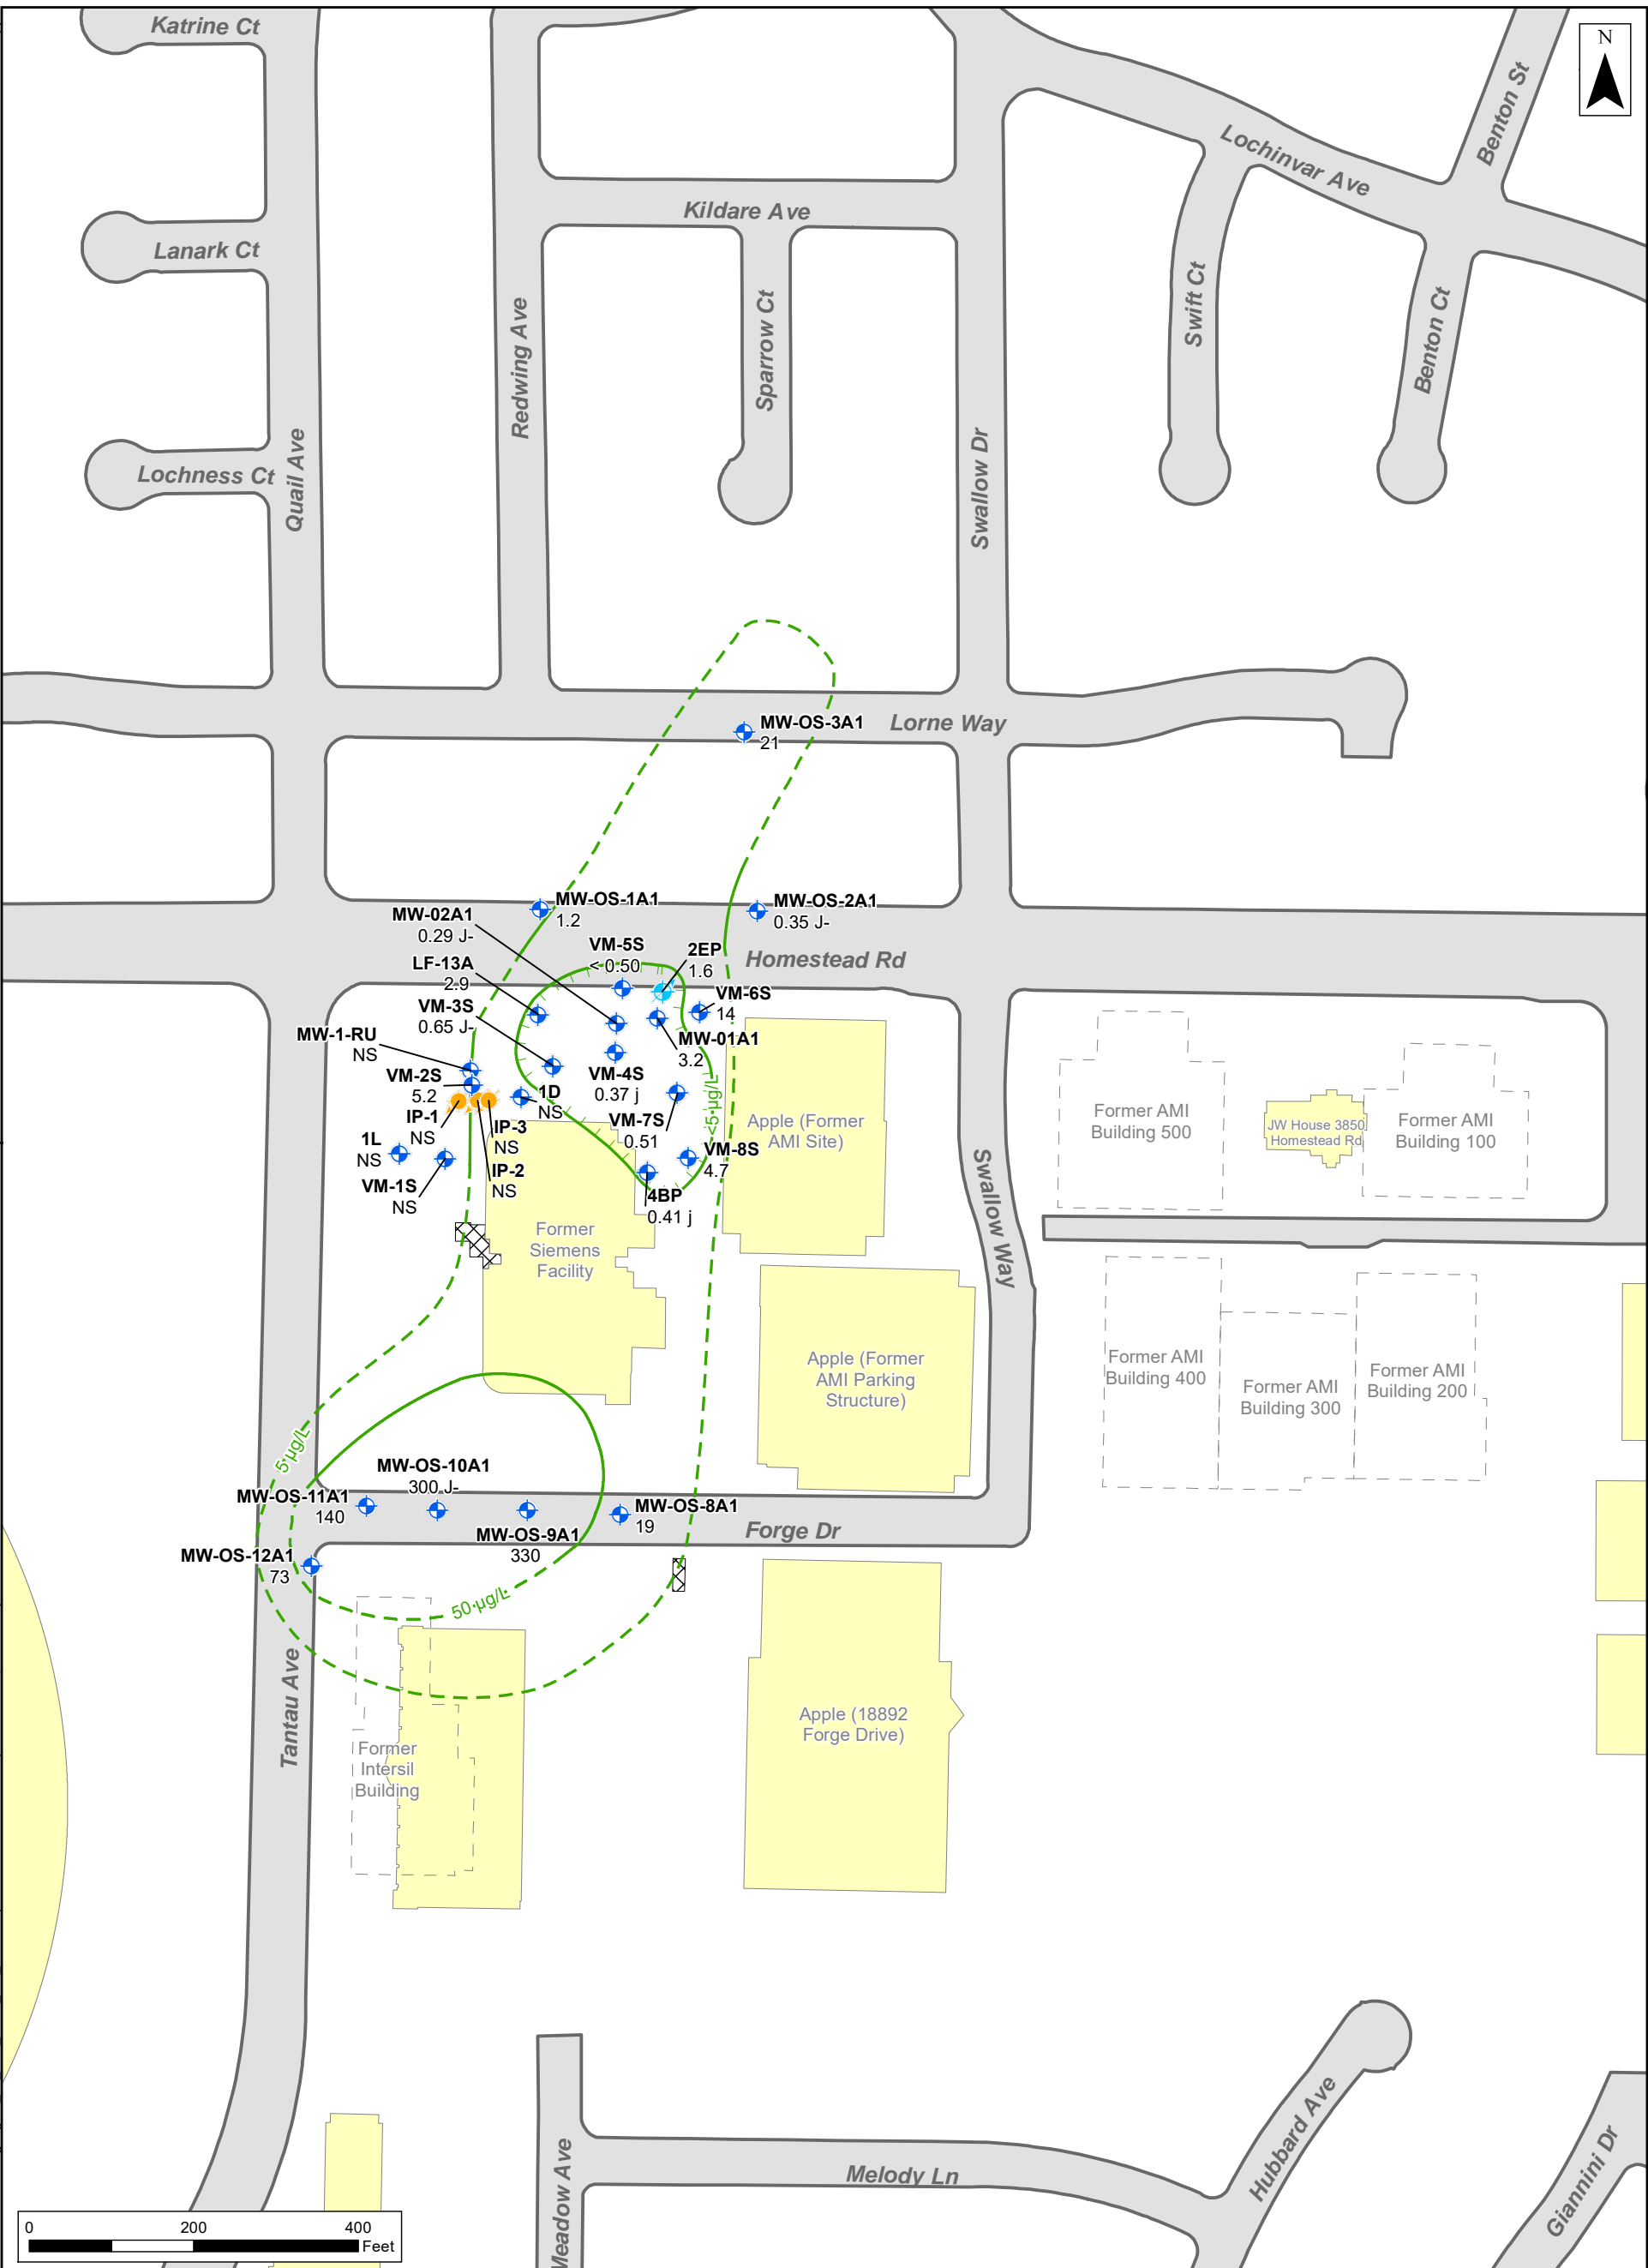 Katrine Ct
N
Benton St
Lochinvar Ave
Kildare Ave
Lanark Ct
Swift Ct
Sparrow Ct
Redwing Ave
Benton Ct
Quail Ave
Lochness Ct
Swallow Dr
MW-OS-3A1
21
Lorne Way
MW-OS-1A1
1.2
MW-OS-2A1
0.35 J-
MW-02A1
0.29 J-
VM-5S
< 0.50
2EP
1.6
Homestead Rd
LF-13A
2.9
VM-6S
14
VM-3S
0.65 J-
MW-1-RU
NS
MW-01A1
3.2
VM-2S
5.2
VM-4S
0.37 j
1D
NS
<5 µg/L
IP-1
NS
IP-3
NS
VM-7S
0.51
1L
NS
IP-2
NS
VM-8S
4.7
VM-1S
NS
4BP
0.41 j
Apple (Former
AMI Site)
Former AMI
Building 500
JW House 3850
Homestead Rd
Former AMI
Building 100
Swallow Way
Former
Siemens
Facility
Apple (Former
AMI Parking
Structure)
Former AMI
Building 400
Former AMI
Building 300
Former AMI
Building 200
5 µg/L
MW-OS-10A1
300 J-
MW-OS-11A1
140
MW-OS-8A1
19
Forge Dr
MW-OS-9A1
330
MW-OS-12A1
73
50 µg/L
Tantau Ave
Former
Intersil
Building
Apple (18892
Forge Drive)
Meadow Ave
Melody Ln
Hubbard Ave
Giannini Dr
0
200
400
Feet